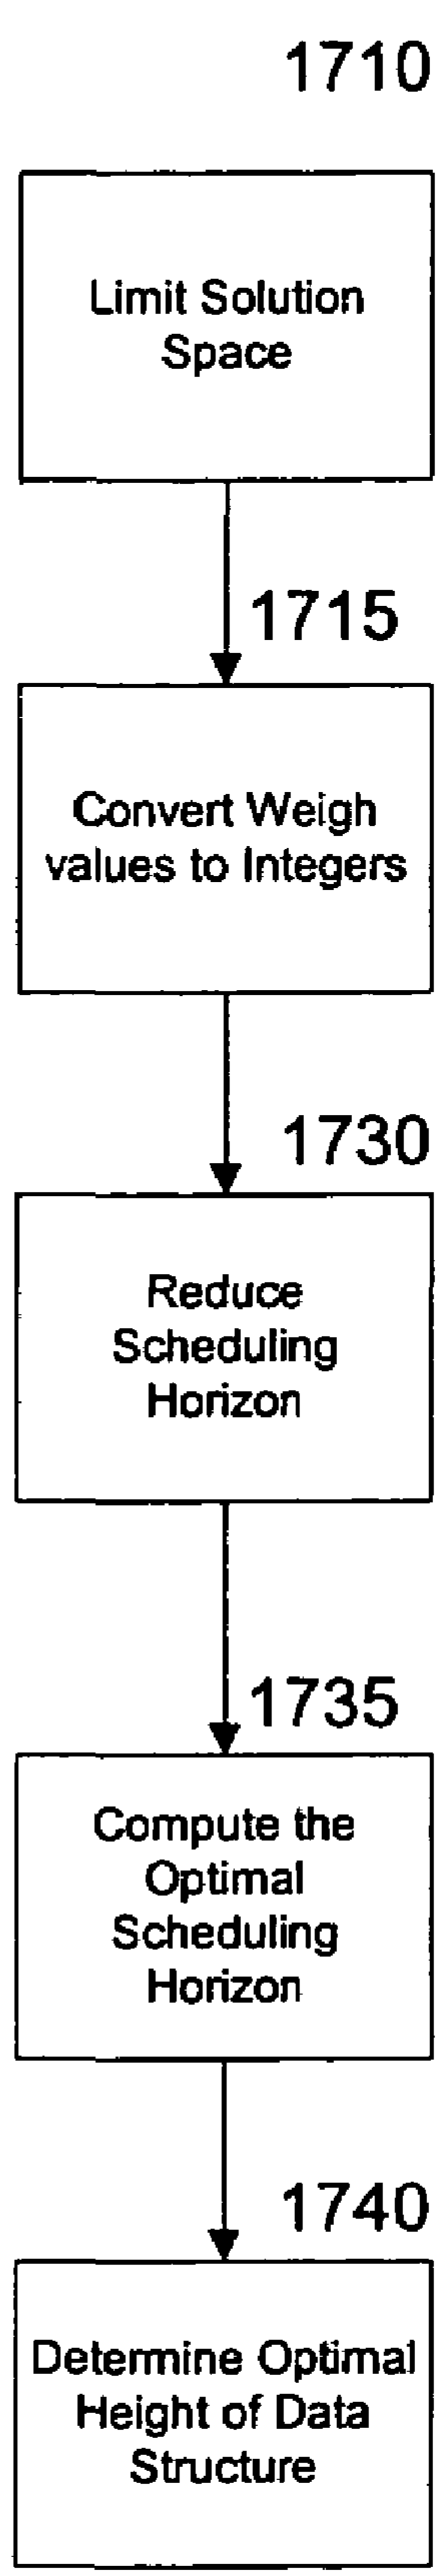 1710
Limit Solution
Space
1715
Convert Weigh
values to Integers
1730
Reduce
Scheduling
Horizon
1735
Compute the
Optimal
Scheduling
Horizon
1740
Determine Optimal
Height of Data
Structure